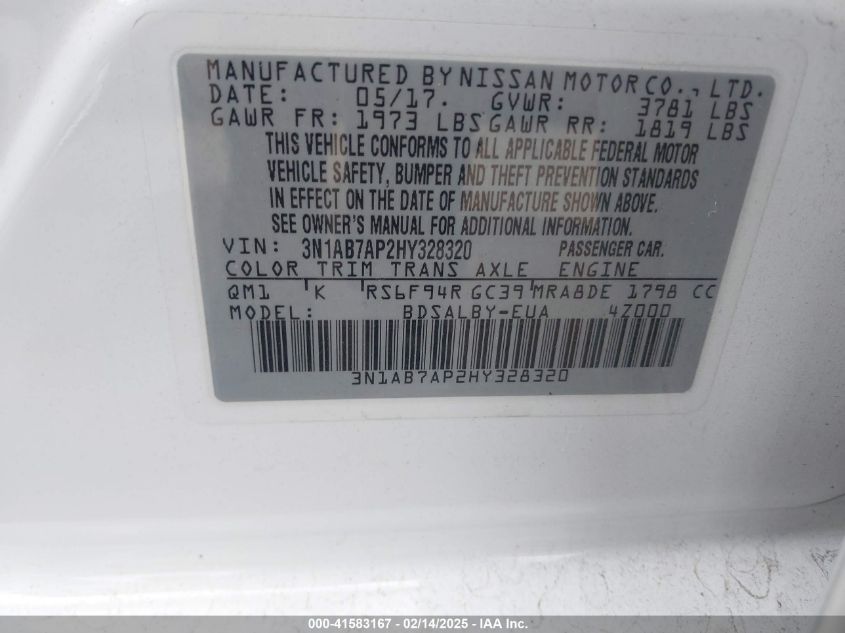 MANUFACTURED BY NISSAN MOTOR CO., LTD.
DATE: 05/17. GVWR: 3781 LBS
GAWR FR: 1973 LBS GAWR RR: 1819 LBS
THIS VEHICLE CONFORMS TO ALL APPLICABLE FEDERAL MOTOR
VEHICLE SAFETY, BUMPER AND THEFT PREVENTION STANDARDS
IN EFFECT ON THE DATE OF MANUFACTURE SHOWN ABOVE.
SEE OWNER'S MANUAL FOR ADDITIONAL INFORMATION.
VIN: 3N1AB7AP2HY328320 PASSENGER CAR.
COLOR TRIM TRANS AXLE ENGINE
QM1 K RS6F94R GC39 MRA8DE 1798 CC
MODEL: BDSALBY-EUA 4Z000
3N1AB7AP2HY328320
000-41583167 - 02/14/2025 - IAA Inc.